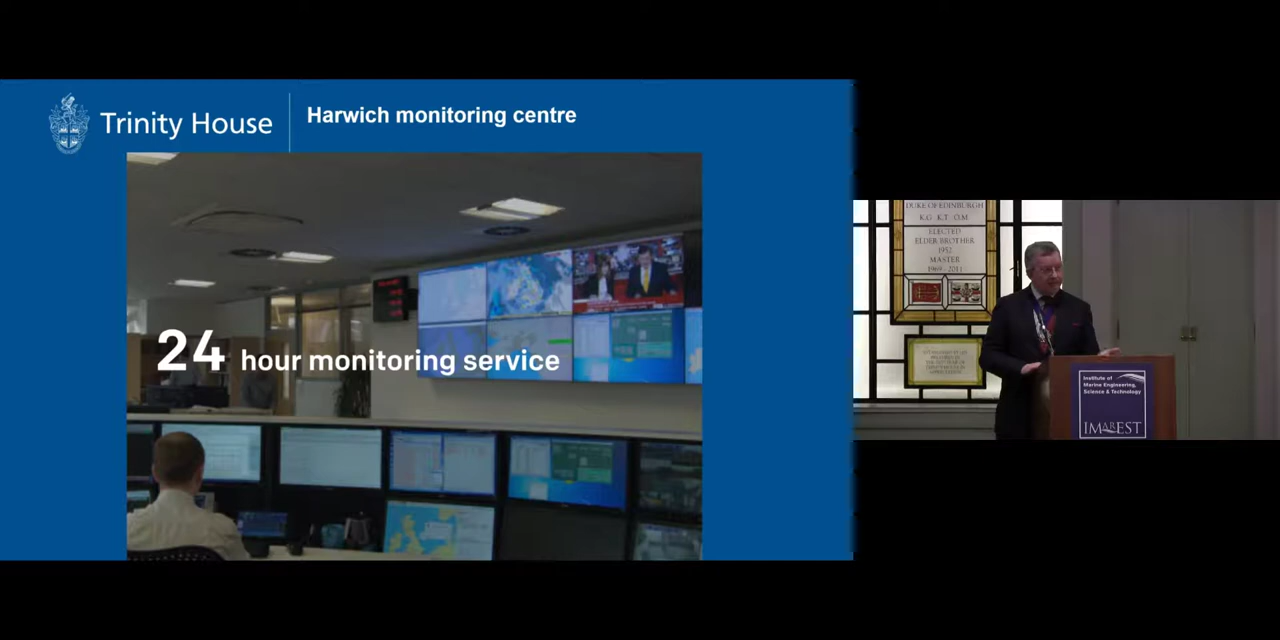 Trinity House
Harwich monitoring centre
24 hour monitoring service
DUKE OF EDINBURGH
K.G K.T O.M
ELECTED
ELDER BROTHER
1952
MASTER
1969-2011
Institute of
Marine Engineering,
Science & Technology
IMarEST